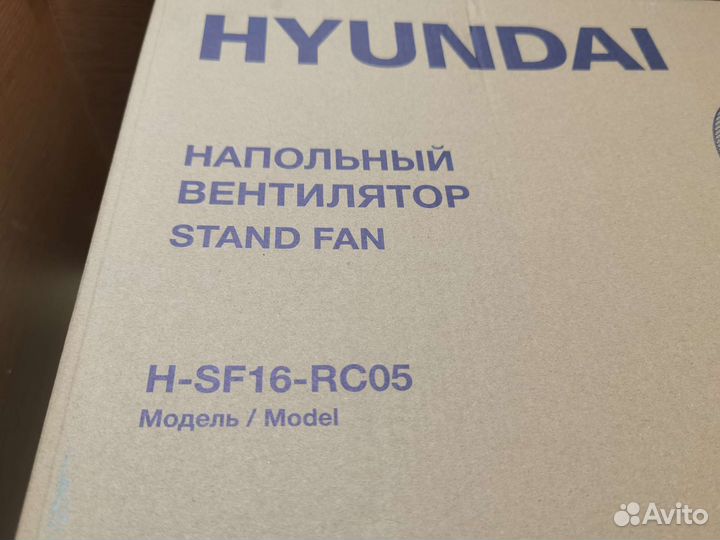 HYUNDAI
НАПОЛЬНЫЙ
ВЕНТИЛЯТОР
STAND FAN
H-SF16-RC05
Модель / Model
Avito